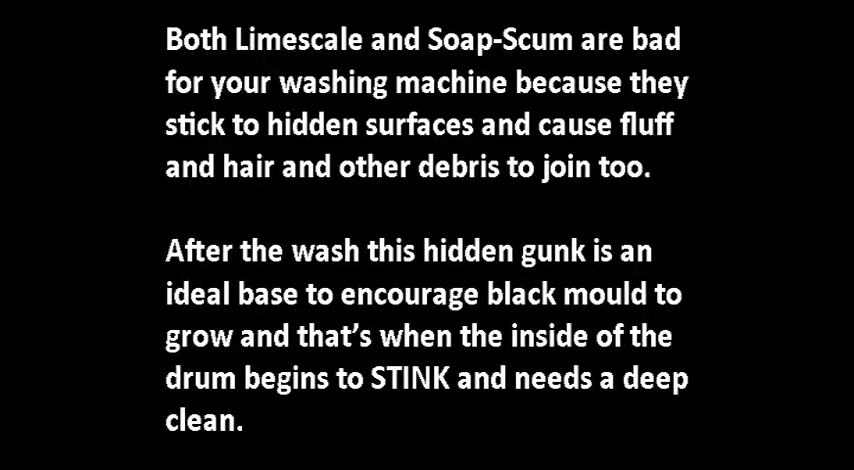 Both Limescale and Soap-Scum are bad
for your washing machine because they
stick to hidden surfaces and cause fluff
and hair and other debris to join too.
After the wash this hidden gunk is an
ideal base to encourage black mould to
grow and that’s when the inside of the
drum begins to STINK and needs a deep
clean.